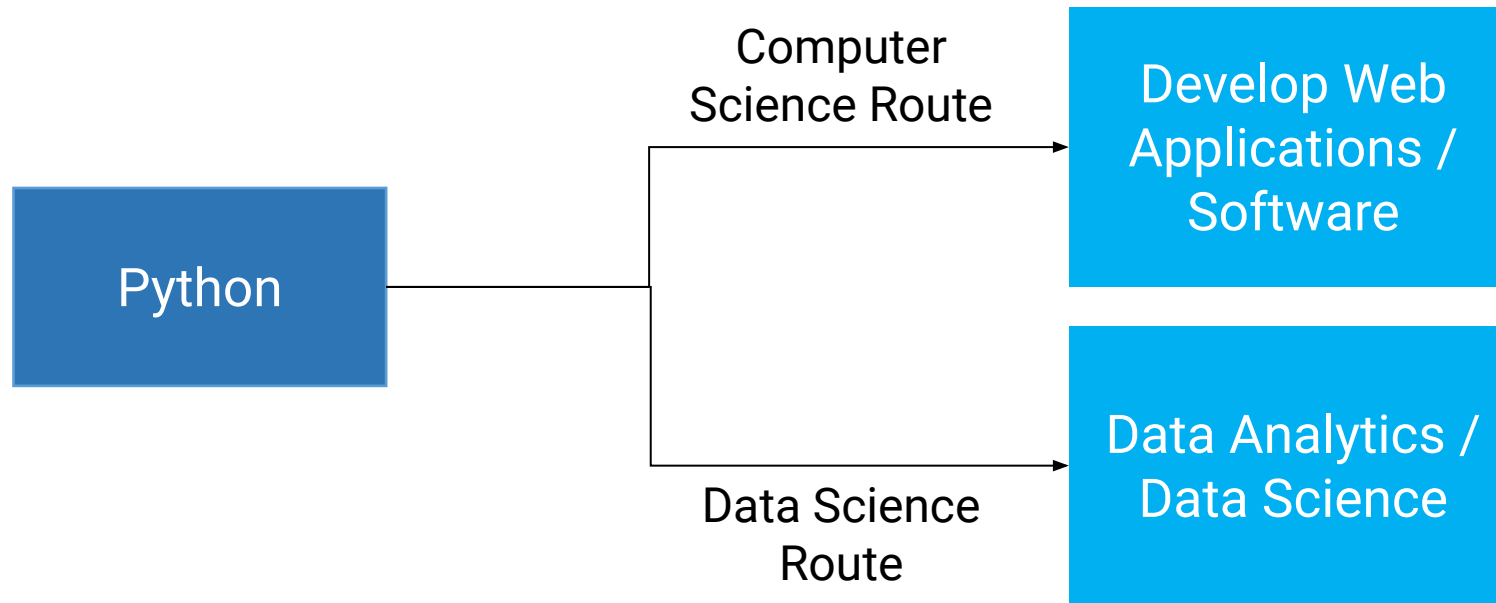 Computer
Science Route
Develop Web
Applications /
Software
Python
Data Analytics /
Data Science
Data Science
Route